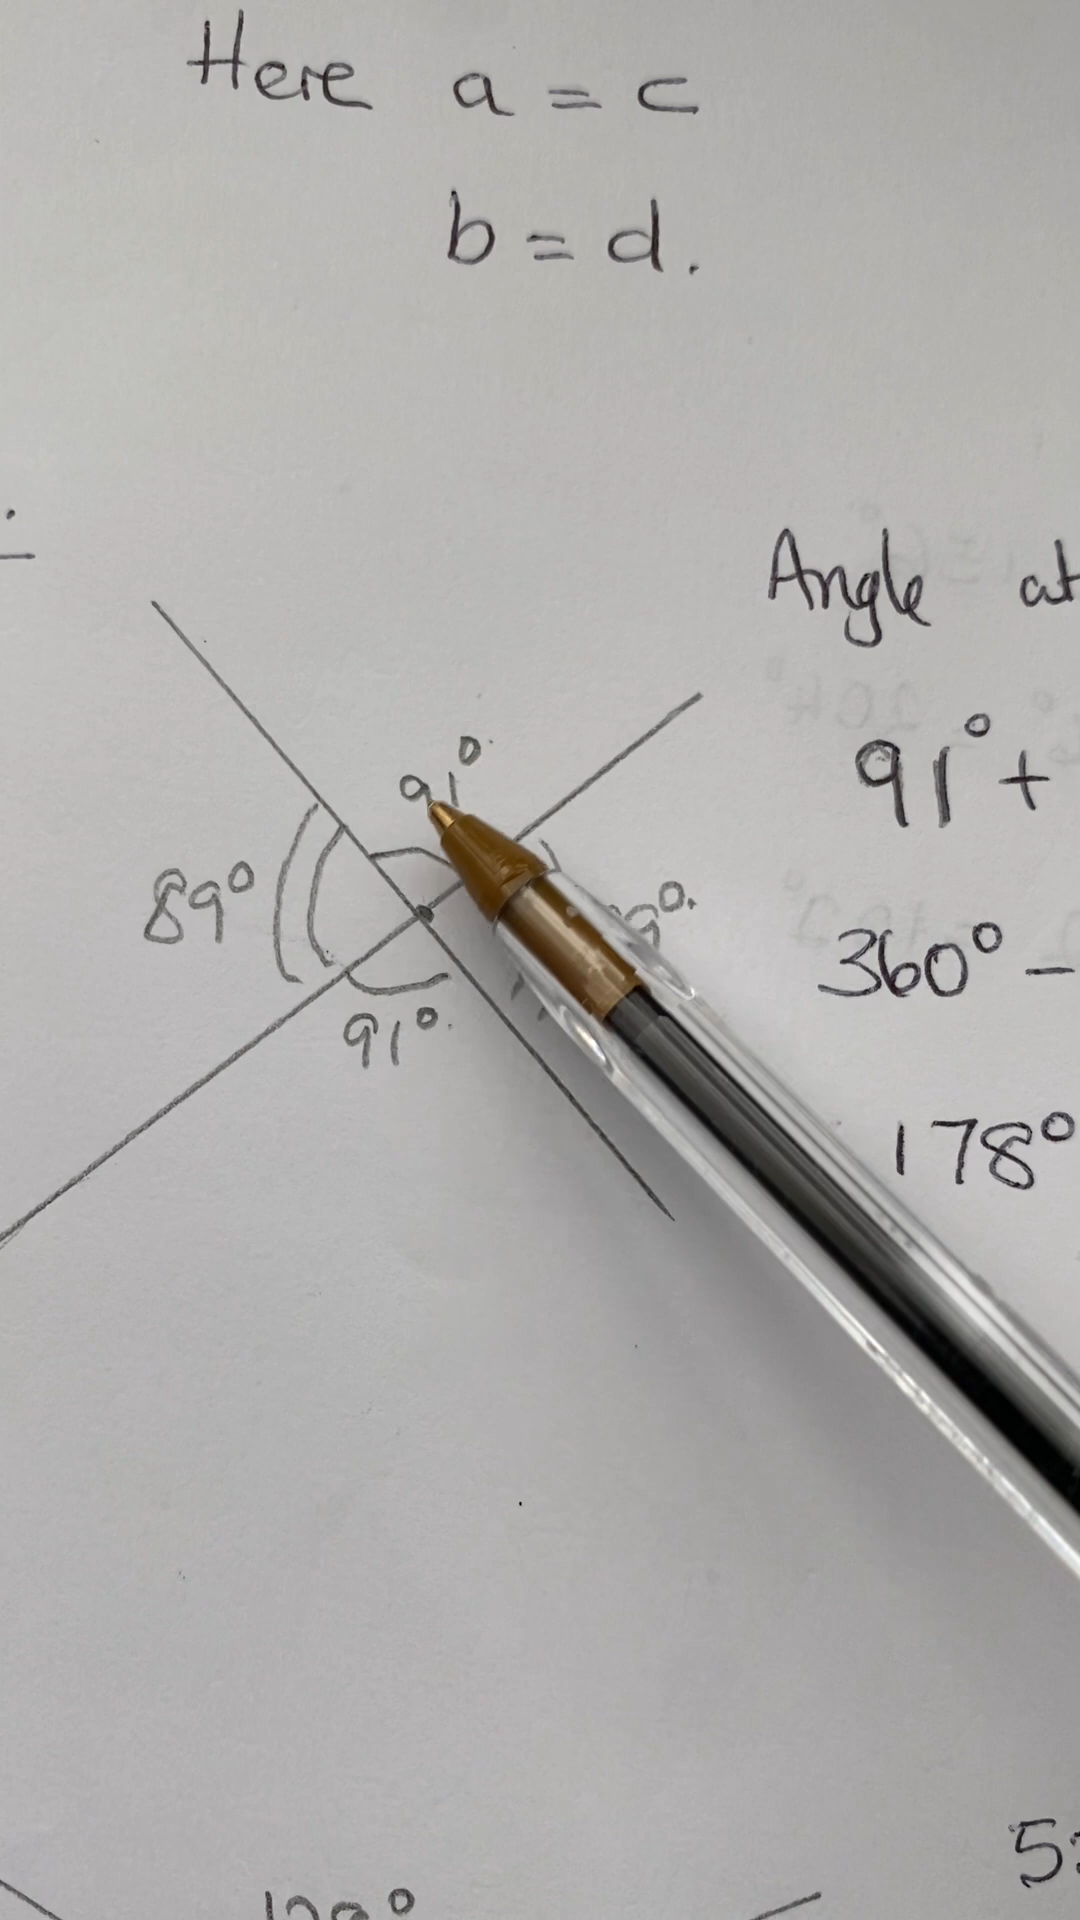 Here a = c
b = d.
Angle at
91°
91° +
89°
360° -
91°.
178°